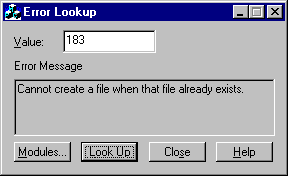 Error Lookup
Value: 183
Error Message
Cannot create a file when that file already exists.
Modules... Look Up Close Help